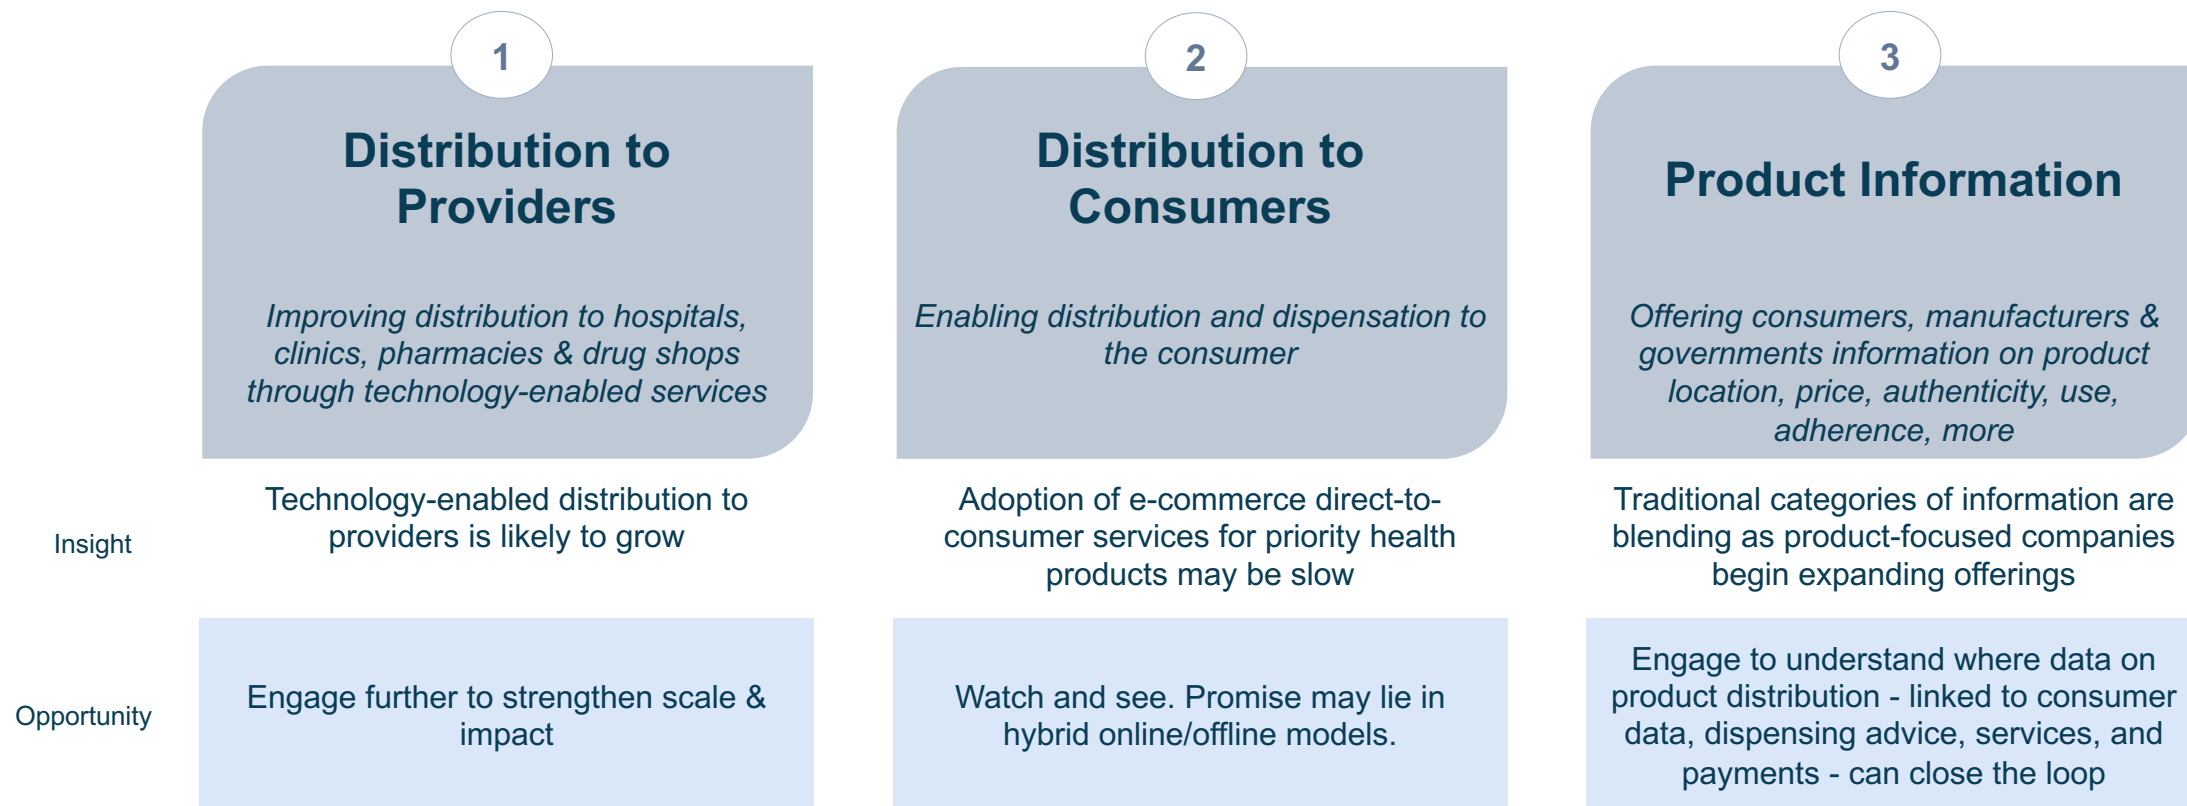 1
Distribution to
Providers
Improving distribution to hospitals,
clinics, pharmacies & drug shops
through technology-enabled services
2
Distribution to
Consumers
Enabling distribution and dispensation to
the consumer
3
Product Information
Offering consumers, manufacturers &
governments information on product
location, price, authenticity, use,
adherence, more
Insight
Technology-enabled distribution to
providers is likely to grow
Adoption of e-commerce direct-to-
consumer services for priority health
products may be slow
Traditional categories of information are
blending as product-focused companies
begin expanding offerings
Opportunity
Engage further to strengthen scale &
impact
Watch and see. Promise may lie in
hybrid online/offline models.
Engage to understand where data on
product distribution - linked to consumer
data, dispensing advice, services, and
payments - can close the loop